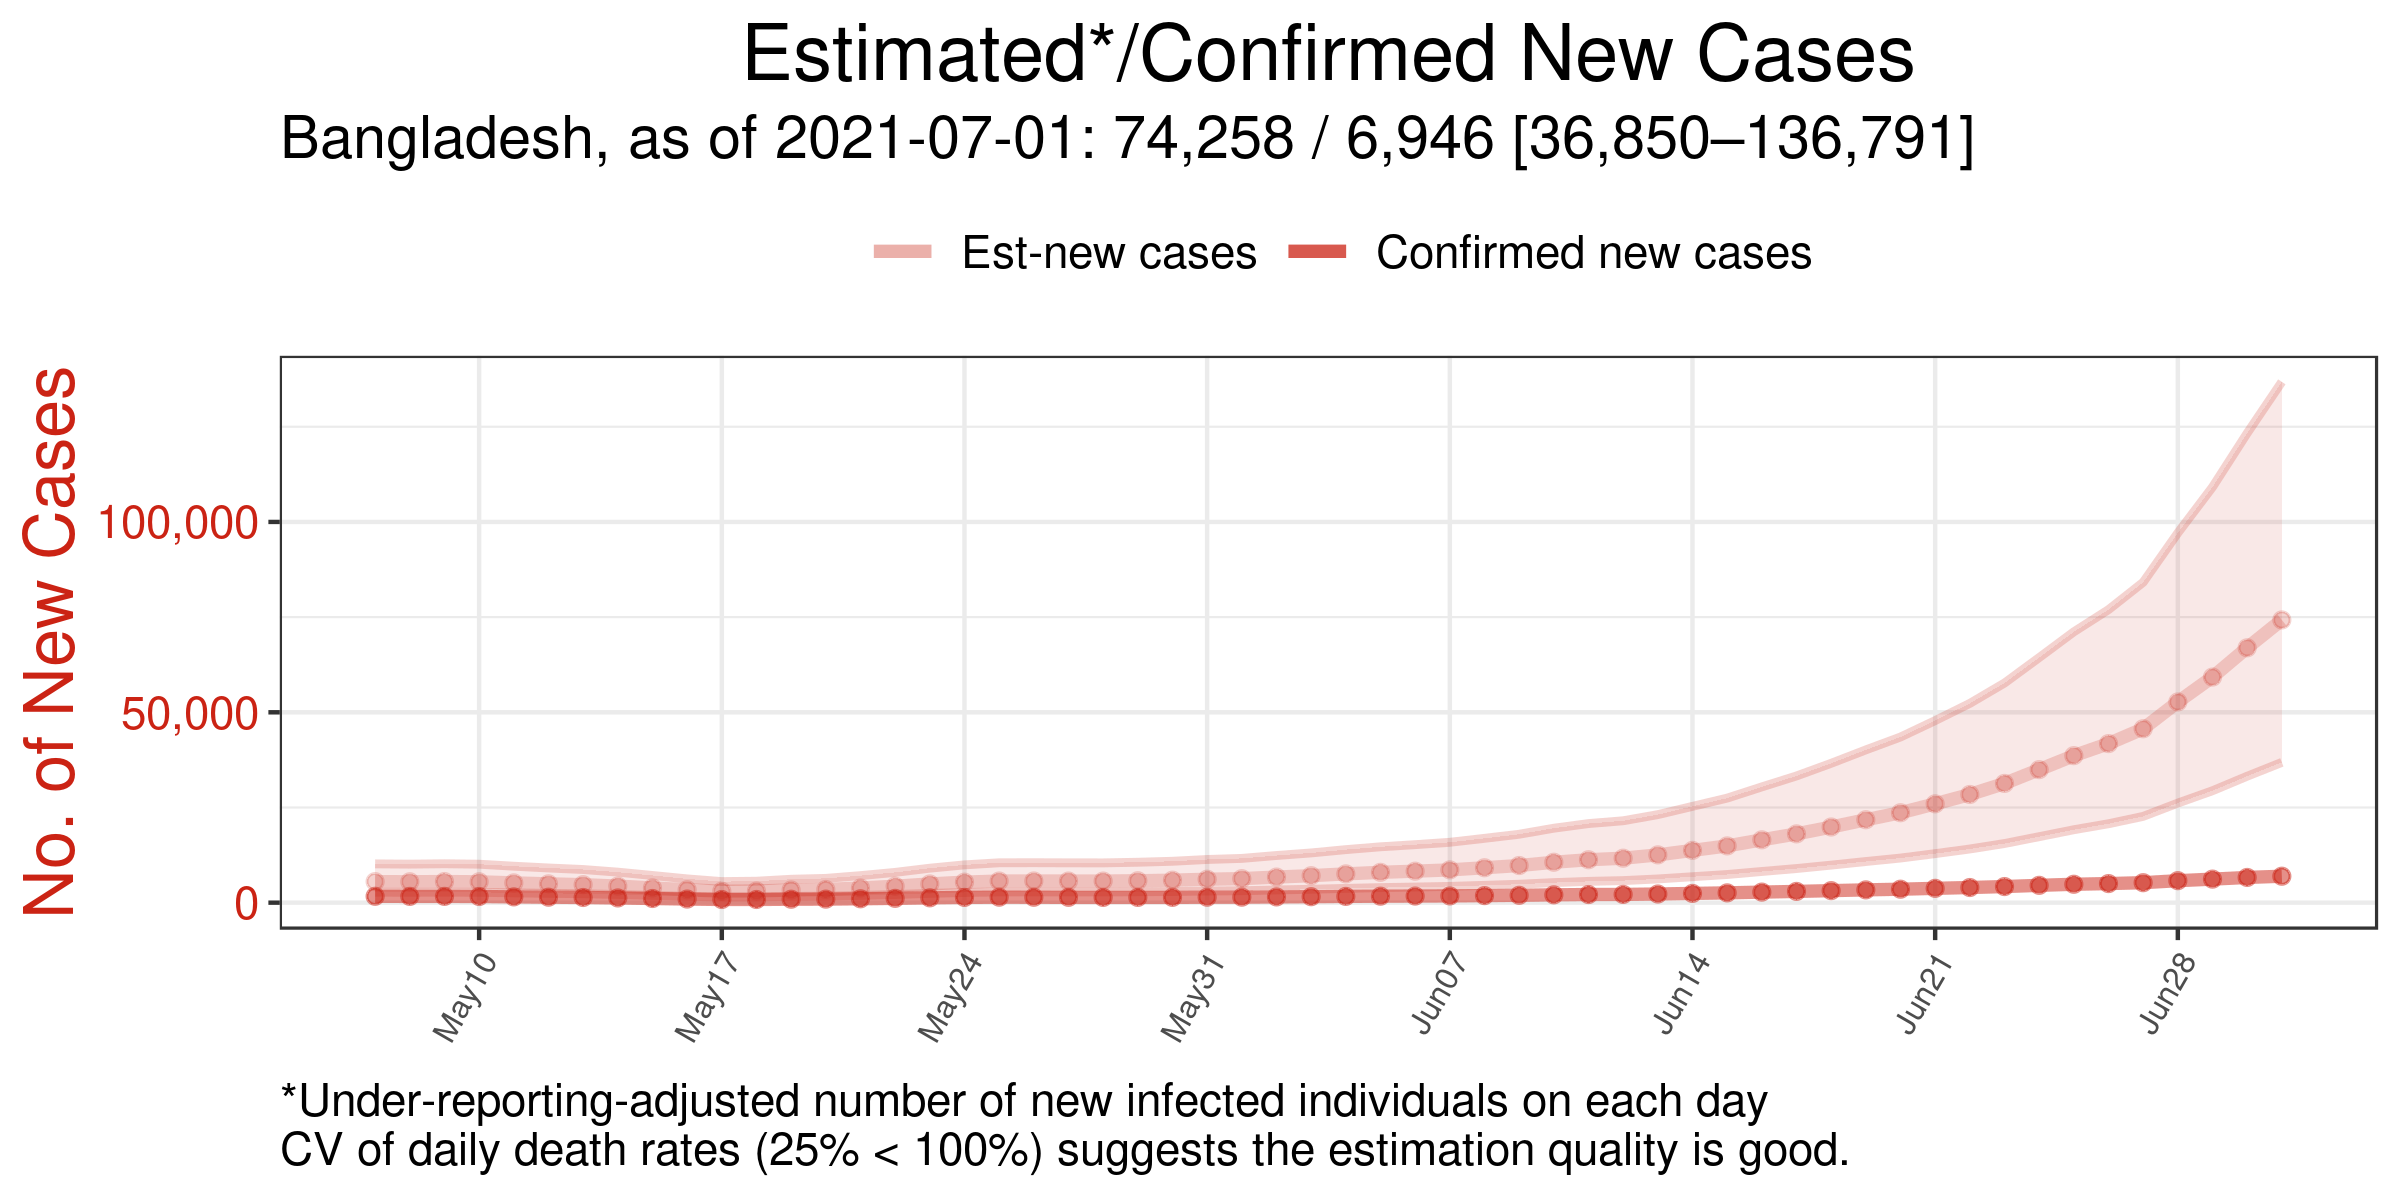 Estimated*/Confirmed New Cases
Bangladesh, as of 2021-07-01: 74,258 / 6,946 [36,850–136,791]
Est-new cases
Confirmed new cases
No. of New Cases
100,000
50,000
0
May10
May17
May24
May31
Jun07
Jun14
Jun21
Jun28
*Under-reporting-adjusted number of new infected individuals on each day
CV of daily death rates (25% < 100%) suggests the estimation quality is good.